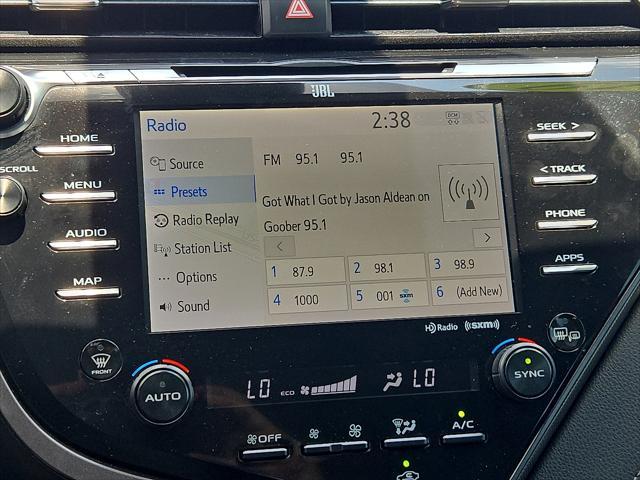 JBL
HOME
SCROLL
MENU
AUDIO
MAP
SEEK >
< TRACK
PHONE
APPS
Radio
2:38
DCM
Source
Presets
Radio Replay
Station List
Options
Sound
FM 95.1 95.1
Got What I Got by Jason Aldean on
Goober 95.1
<
>
1 87.9
2 98.1
3 98.9
4 1000
5 001 sxm
6 (Add New)
HD Radio ((sxm))
FRONT
AUTO
LO
ECO
LO
SYNC
OFF
A/C